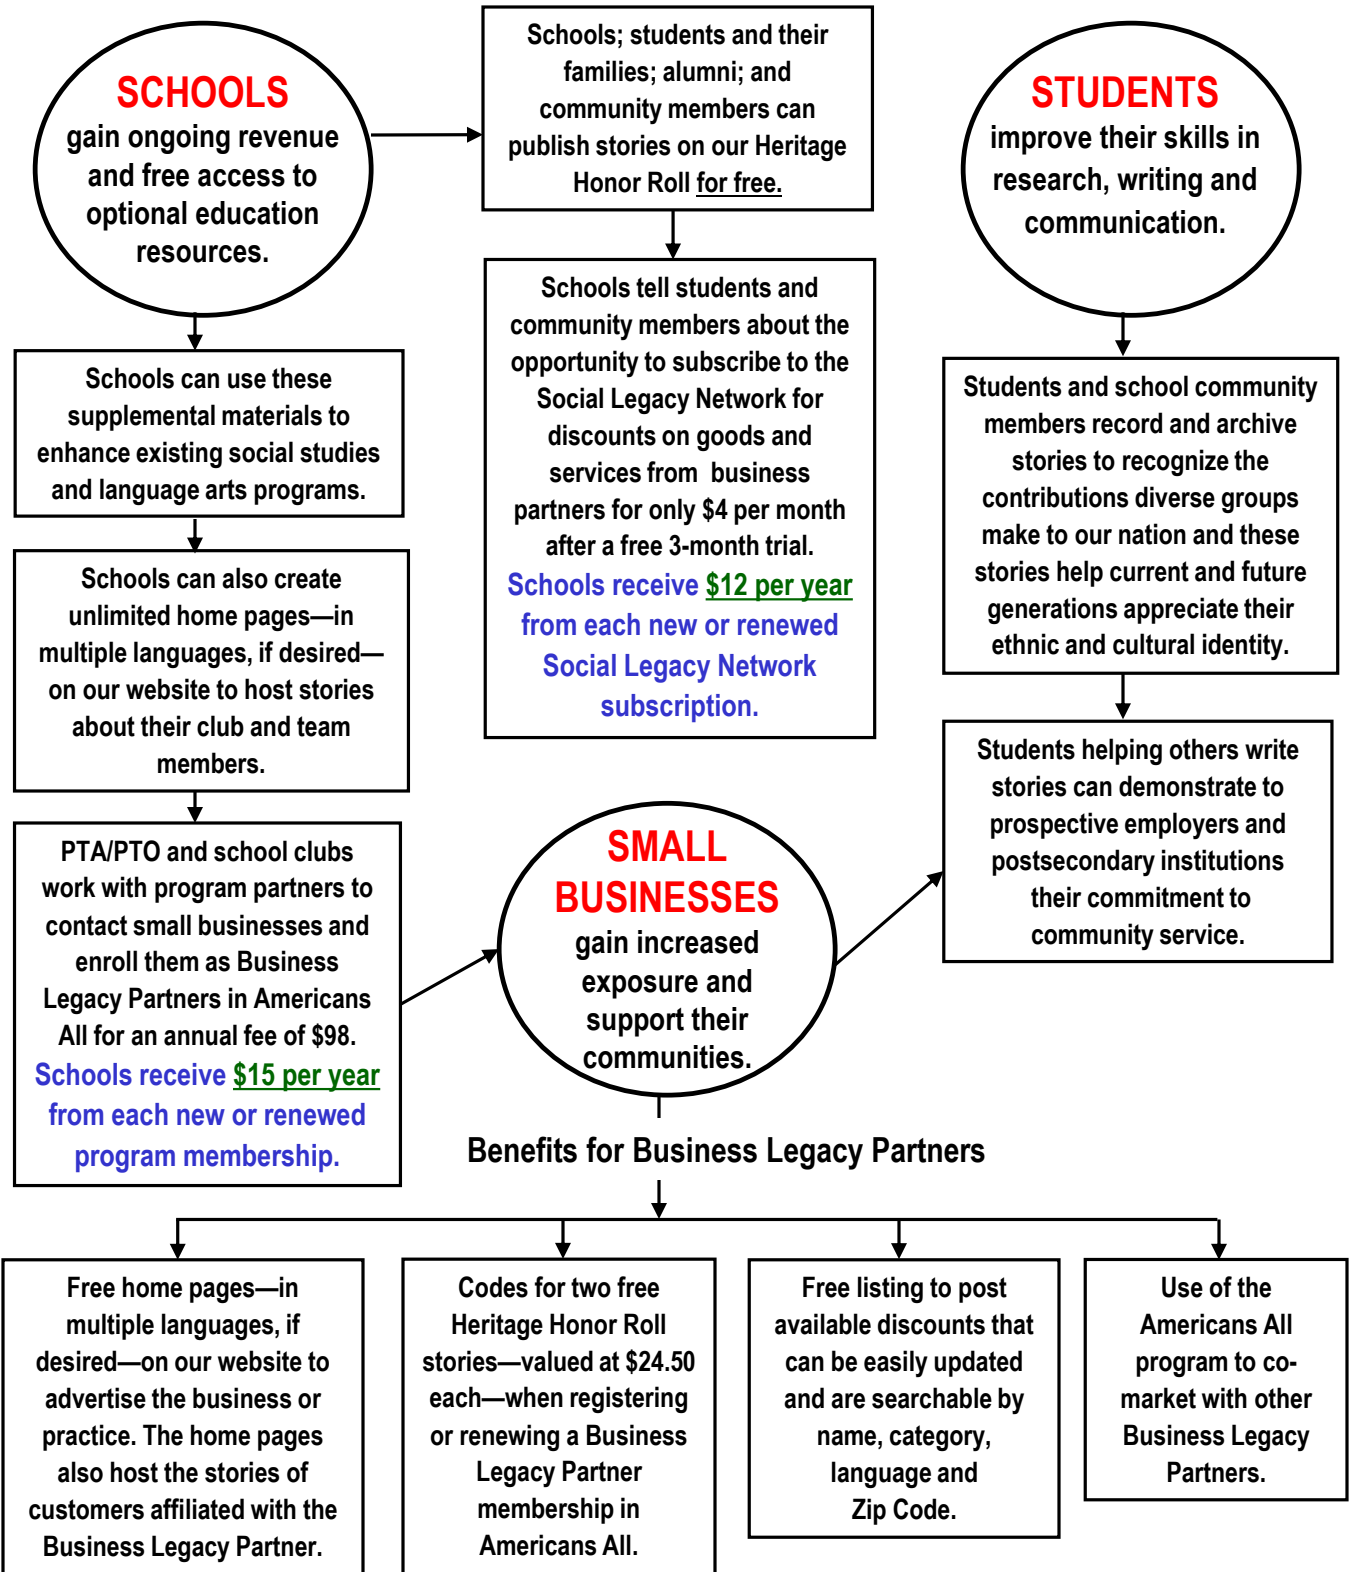 SCHOOLS
gain ongoing revenue
and free access to
optional education
resources.
Schools; students and their
families; alumni; and
community members can
publish stories on our Heritage
Honor Roll for free.
STUDENTS
improve their skills in
research, writing and
communication.
Schools can use these
supplemental materials to
enhance existing social studies
and language arts programs.
Schools can also create
unlimited home pages—in
multiple languages, if desired—
on our website to host stories
about their club and team
members.
PTA/PTO and school clubs
work with program partners to
contact small businesses and
enroll them as Business
Legacy Partners in Americans
All for an annual fee of $98.
Schools receive $15 per year
from each new or renewed
program membership.
Schools tell students and
community members about the
opportunity to subscribe to the
Social Legacy Network for
discounts on goods and
services from  business
partners for only $4 per month
after a free 3-month trial.
Schools receive $12 per year
from each new or renewed
Social Legacy Network
subscription.
Students and school community
members record and archive
stories to recognize the
contributions diverse groups
make to our nation and these
stories help current and future
generations appreciate their
ethnic and cultural identity.
Students helping others write
stories can demonstrate to
prospective employers and
postsecondary institutions
their commitment to
community service.
SMALL
BUSINESSES
gain increased
exposure and
support their
communities.
Benefits for Business Legacy Partners
Free home pages—in
multiple languages, if
desired—on our website to
advertise the business or
practice. The home pages
also host the stories of
customers affiliated with the
Business Legacy Partner.
Codes for two free
Heritage Honor Roll
stories—valued at $24.50
each—when registering
or renewing a Business
Legacy Partner
membership in
Americans All.
Free listing to post
available discounts that
can be easily updated
and are searchable by
name, category,
language and
Zip Code.
Use of the
Americans All
program to co-
market with other
Business Legacy
Partners.